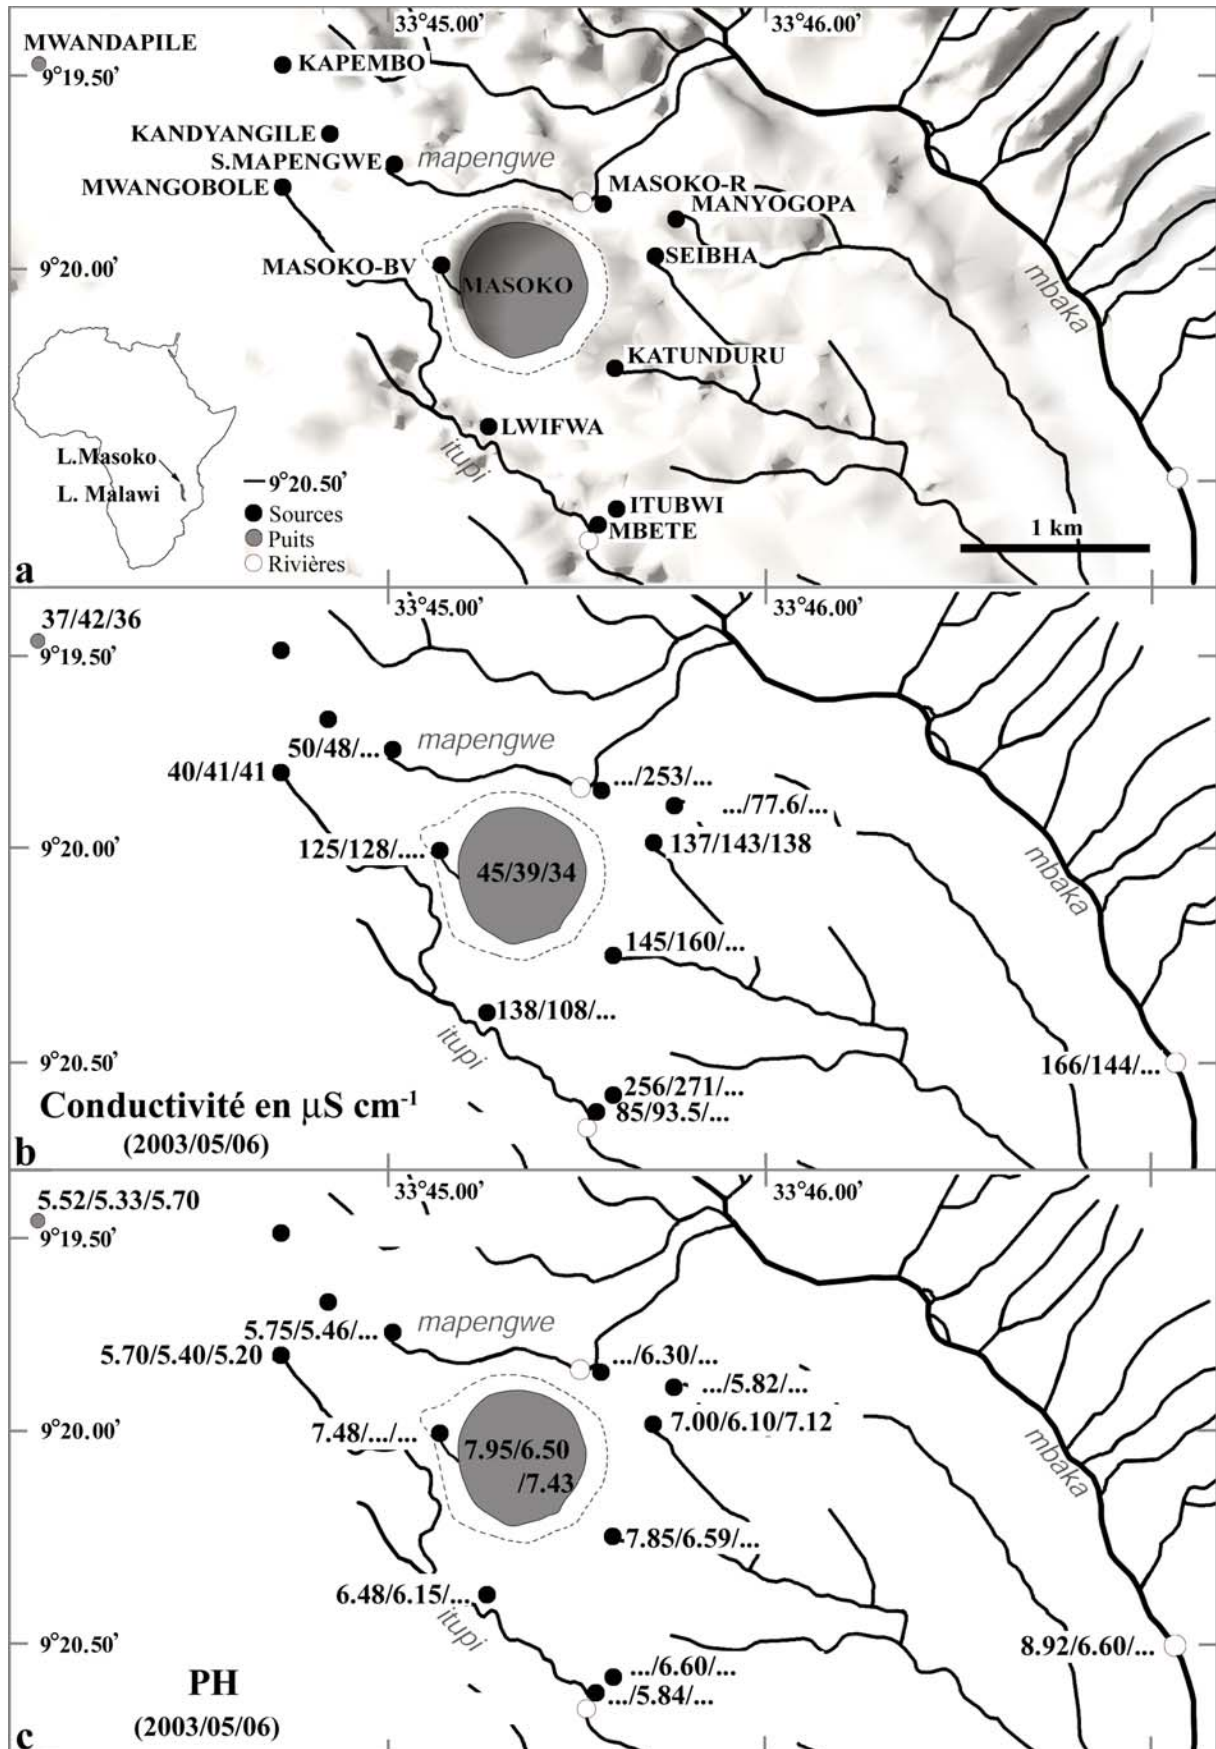 33°45.00' 33°46.00'
MWANDAPILE
9°19.50'
KAPEMBO
KANDYANGILE
S.MAPENGWE
mapengwe
MWANGOBOLE
MASOKO-R
MANYOGOPA
SEIBHA
9°20.00'
MASOKO-BV
MASOKO
mbaka
KATUNDURU
LWIFWA
itupi
L.Masoko
L. Malawi
9°20.50'
Sources
Puits
Rivières
ITUBWI
MBETE
1 km
a
33°45.00' 33°46.00'
37/42/36
9°19.50'
50/48/...
mapengwe
40/41/41
.../253/...
.../77.6/...
137/143/138
9°20.00'
125/128/....
45/39/34
mbaka
145/160/...
138/108/...
itupi
9°20.50'
166/144/...
256/271/...
85/93.5/...
Conductivité en µS cm-1
(2003/05/06)
b
33°45.00' 33°46.00'
5.52/5.33/5.70
9°19.50'
5.75/5.46/...
mapengwe
5.70/5.40/5.20
.../6.30/...
.../5.82/...
7.00/6.10/7.12
9°20.00'
7.48/.../...
7.95/6.50
/7.43
mbaka
7.85/6.59/...
6.48/6.15/...
itupi
9°20.50'
8.92/6.60/...
.../6.60/...
.../5.84/...
PH
(2003/05/06)
c